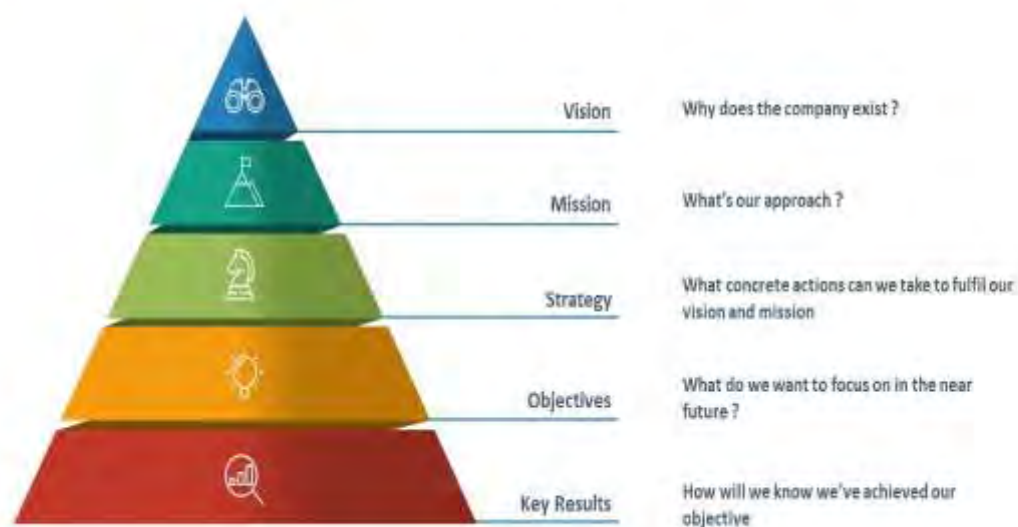 Vision
Why does the company exist ?
Mission
What's our approach ?
Strategy
What concrete actions can we take to fulfil our
vision and mission
Objectives
What do we want to focus on in the near
future ?
Key Results
How will we know we've achieved our
objective